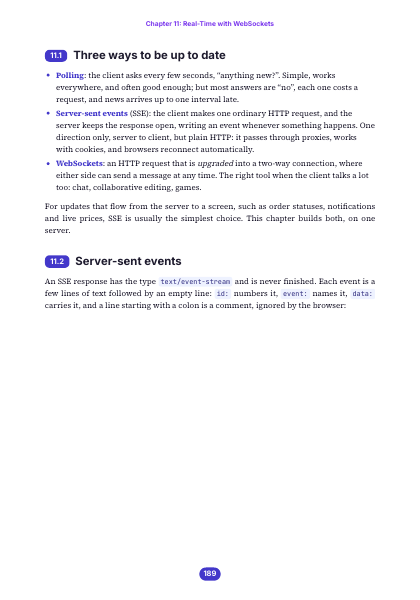 Chapter 11: Real-Time with WebSockets
11.1 Three ways to be up to date
• Polling: the client asks every few seconds, “anything new?”. Simple, works
everywhere, and often good enough; but most answers are “no”, each one costs a
request, and news arrives up to one interval late.
• Server-sent events (SSE): the client makes one ordinary HTTP request, and the
server keeps the response open, writing an event whenever something happens. One
direction only, server to client, but plain HTTP: it passes through proxies, works
with cookies, and browsers reconnect automatically.
• WebSockets: an HTTP request that is upgraded into a two-way connection, where
either side can send a message at any time. The right tool when the client talks a lot
too: chat, collaborative editing, games.
For updates that flow from the server to a screen, such as order statuses, notifications
and live prices, SSE is usually the simplest choice. This chapter builds both, on one
server.
11.2 Server-sent events
An SSE response has the type text/event-stream and is never finished. Each event is a
few lines of text followed by an empty line: id: numbers it, event: names it, data:
carries it, and a line starting with a colon is a comment, ignored by the browser:
189